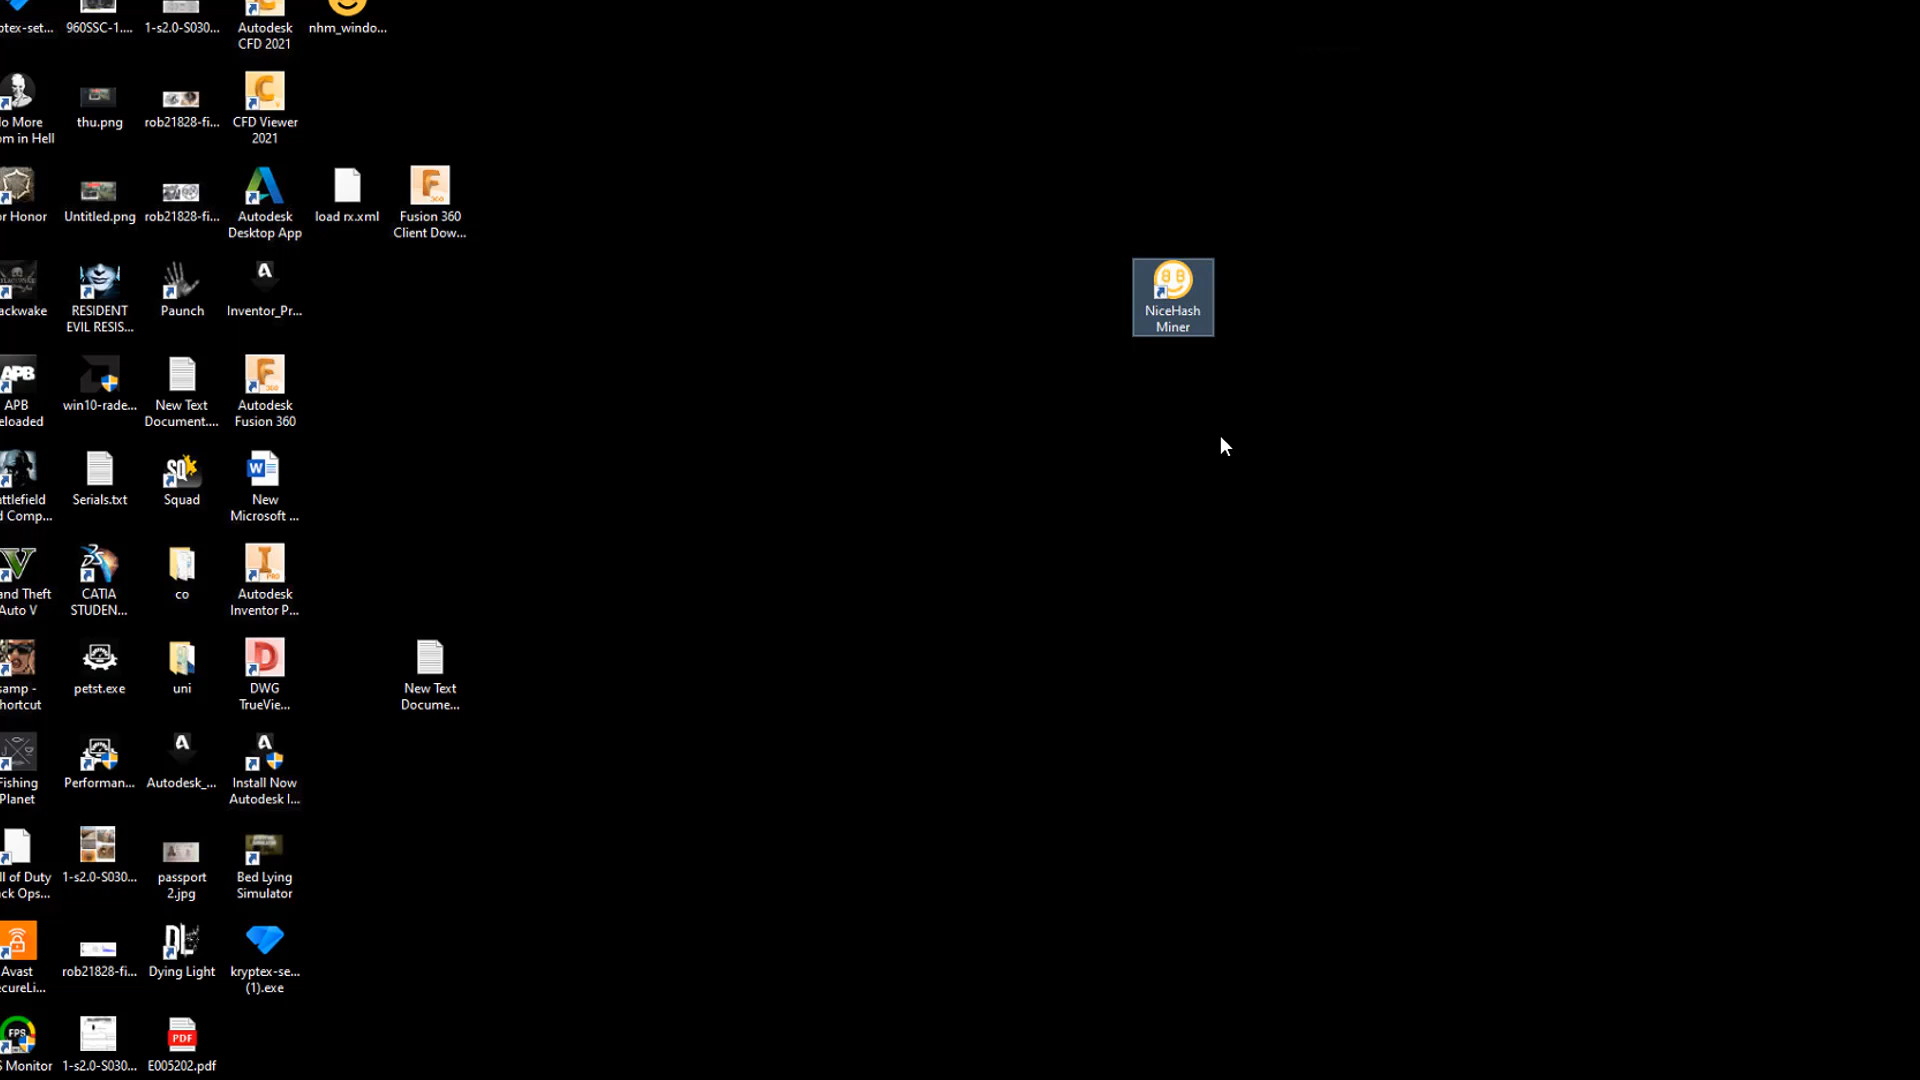 ptex-set...
960SSC-1....
1-s2.0-S030...
Autodesk
CFD 2021
nhm_windo...
lo More
om in Hell
thu.png
rob21828-fi...
CFD Viewer
2021
or Honor
Untitled.png
rob21828-fi...
Autodesk
Desktop App
load rx.xml
Fusion 360
Client Dow...
ackwake
RESIDENT
EVIL RESIS...
Paunch
Inventor_Pr...
NiceHash
Miner
APB
eloaded
win10-rade...
New Text
Document....
Autodesk
Fusion 360
attlefield
d Comp...
Serials.txt
Squad
New
Microsoft ...
and Theft
Auto V
CATIA
STUDEN...
co
Autodesk
Inventor P...
samp -
hortcut
petst.exe
uni
DWG
TrueVie...
New Text
Docume...
Fishing
Planet
Performan...
Autodesk_...
Install Now
Autodesk I...
ll of Duty
ack Ops...
1-s2.0-S030...
passport
2.jpg
Bed Lying
Simulator
Avast
ecureLi...
rob21828-fi...
Dying Light
kryptex-se...
(1).exe
S Monitor
1-s2.0-S030...
E005202.pdf